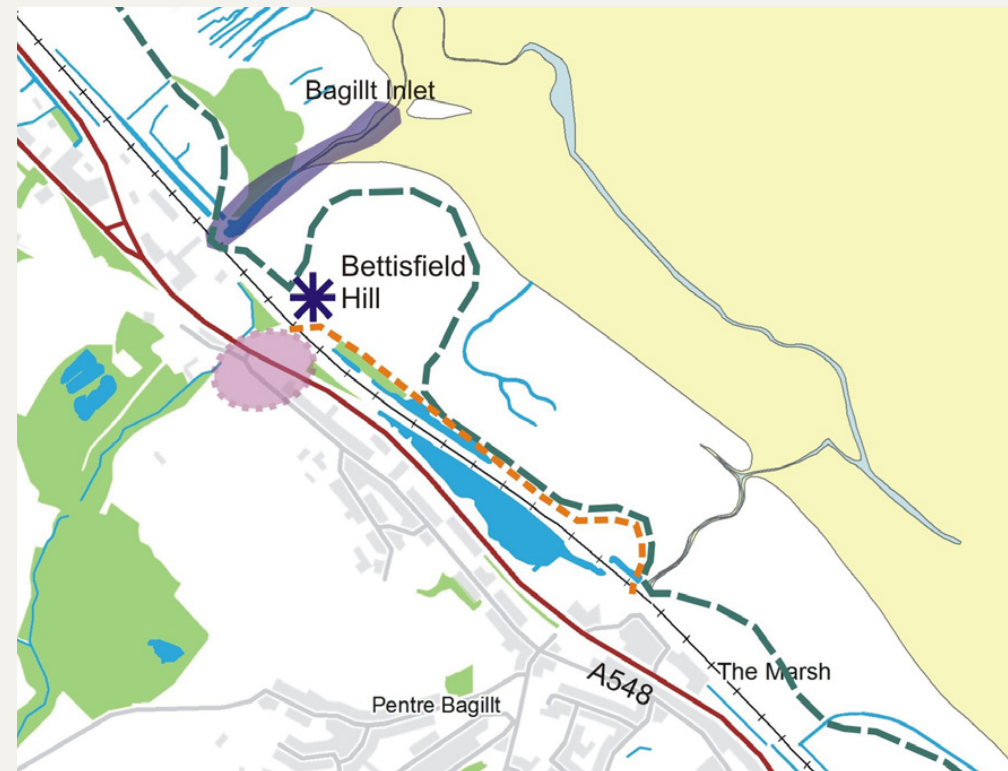 Bagillt Inlet
Bettisfield
Hill
The Marsh
A548
Pentre Bagillt